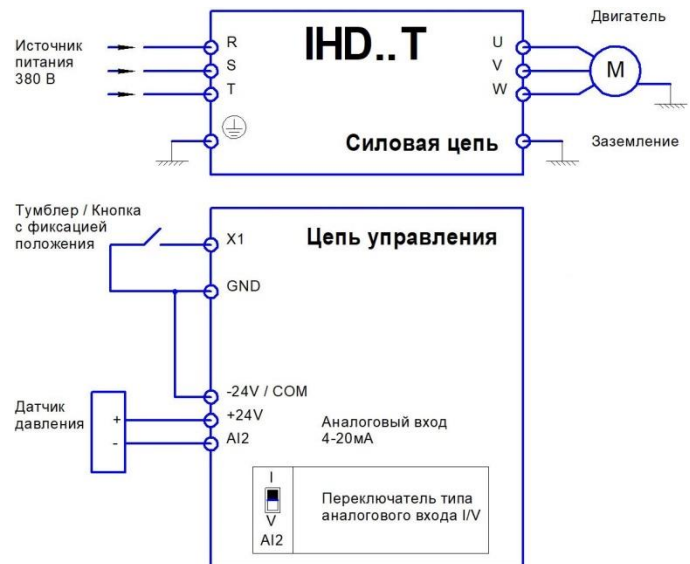 Источник
питания
380 В
R
S
T
IHD..T
U
V
W
Двигатель
M
Силовая цепь
Заземление
Тумблер / Кнопка
с фиксацией
положения
X1
Цепь управления
GND
-24V / COM
Датчик
давления
+
-
+24V
AI2
Аналоговый вход
4-20мА
I
V
AI2
Переключатель типа
аналогового входа I/V